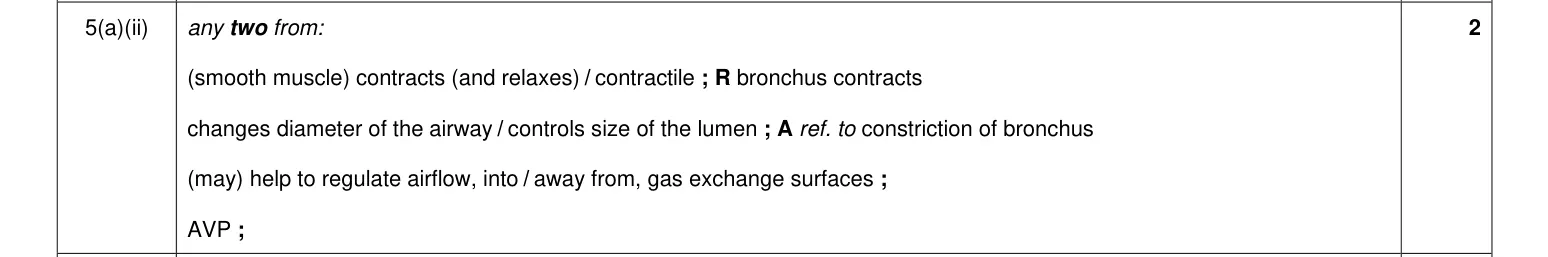 5(a)(ii) any two from: 2
(smooth muscle) contracts (and relaxes) / contractile ; R bronchus contracts
changes diameter of the airway / controls size of the lumen ; A ref. to constriction of bronchus
(may) help to regulate airflow, into / away from, gas exchange surfaces ;
AVP ;